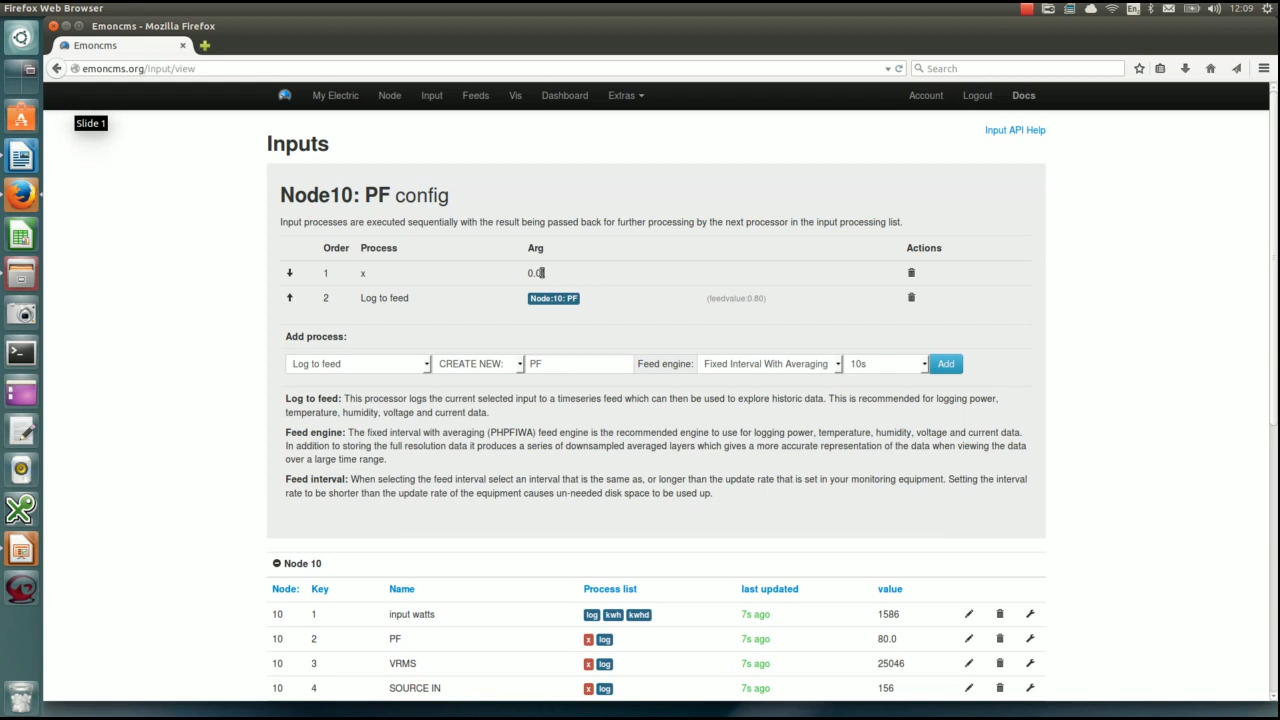 Firefox Web Browser
En
12:09
Emoncms - Mozilla Firefox
Emoncms
emoncms.org/input/view
Search
My Electric Node Input Feeds Vis Dashboard Extras Account Logout Docs
Slide 1
Input API Help
Inputs
Node10: PF config
Input processes are executed sequentially with the result being passed back for further processing by the next processor in the input processing list.
Order Process Arg Actions
1 x
2 Log to feed Node:10: PF (feedvalue:0.80)
Add process:
Log to feed CREATE NEW: PF Feed engine: Fixed Interval With Averaging 10s Add
Log to feed: This processor logs the current selected input to a timeseries feed which can then be used to explore historic data. This is recommended for logging power,
temperature, humidity, voltage and current data.
Feed engine: The fixed interval with averaging (PHPFIWA) feed engine is the recommended engine to use for logging power, temperature, humidity, voltage and current data.
In addition to storing the full resolution data it produces a series of downsampled averaged layers which gives a more accurate representation of the data when viewing the data
over a large time range.
Feed interval: When selecting the feed interval select an interval that is the same as, or longer than the update rate that is set in your monitoring equipment. Setting the interval
rate to be shorter than the update rate of the equipment causes un-needed disk space to be used up.
Node 10
Node: Key Name Process list last updated value
10 1 input watts log kwh kwhd 7s ago 1586
10 2 PF x log 7s ago 80.0
10 3 VRMS x log 7s ago 25046
10 4 SOURCE IN x log 7s ago 156